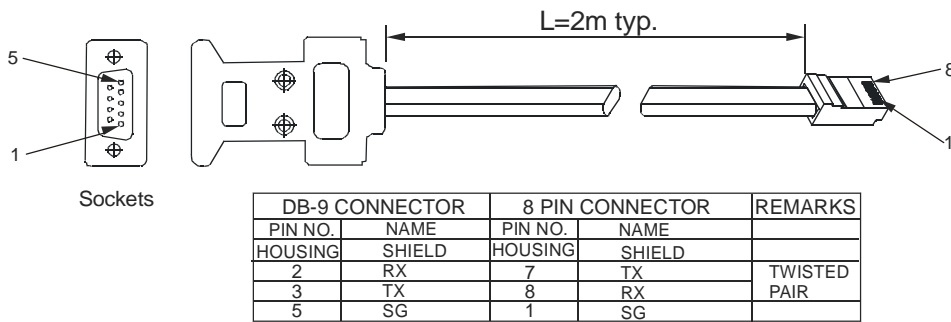 L=2m typ.
5
8
1
1
Sockets
DB-9 CONNECTOR 8 PIN CONNECTOR REMARKS
PIN NO. NAME PIN NO. NAME
HOUSING SHIELD HOUSING SHIELD
2 RX 7 TX TWISTED
3 TX 8 RX PAIR
5 SG 1 SG